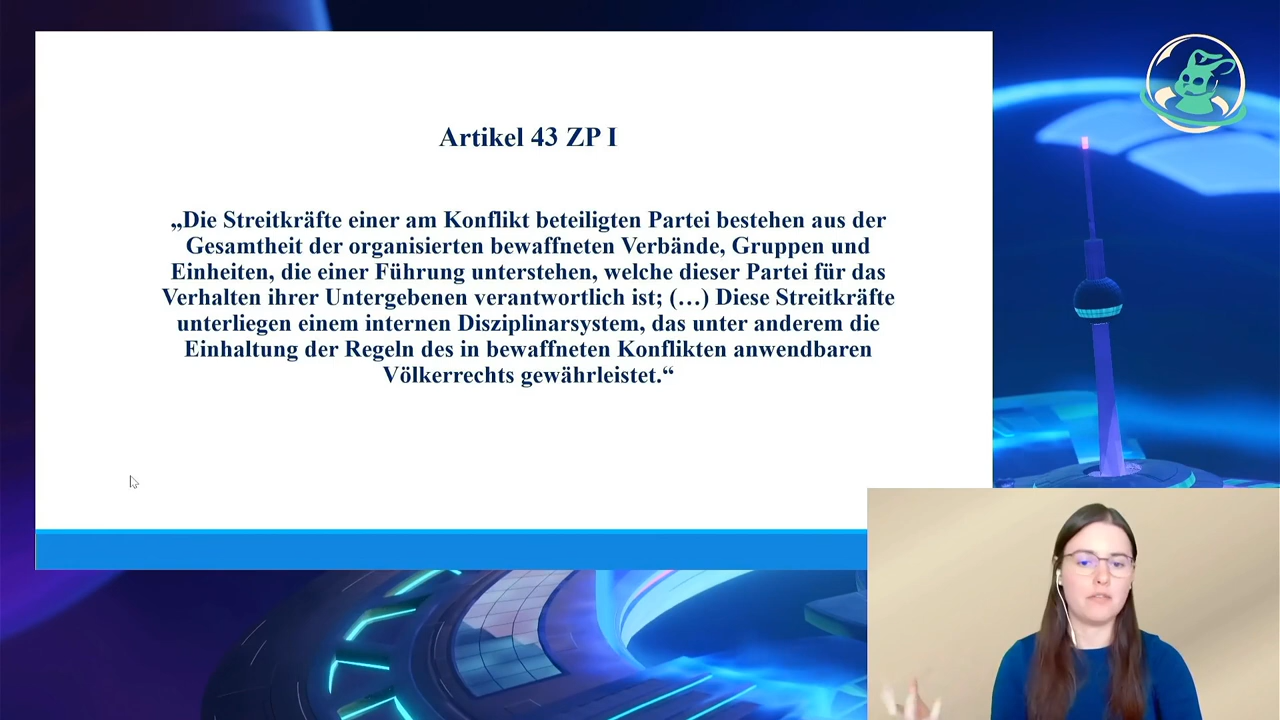 Artikel 43 ZP I
„Die Streitkräfte einer am Konflikt beteiligten Partei bestehen aus der
Gesamtheit der organisierten bewaffneten Verbände, Gruppen und
Einheiten, die einer Führung unterstehen, welche dieser Partei für das
Verhalten ihrer Untergebenen verantwortlich ist; (…) Diese Streitkräfte
unterliegen einem internen Disziplinarsystem, das unter anderem die
Einhaltung der Regeln des in bewaffneten Konflikten anwendbaren
Völkerrechts gewährleistet.“